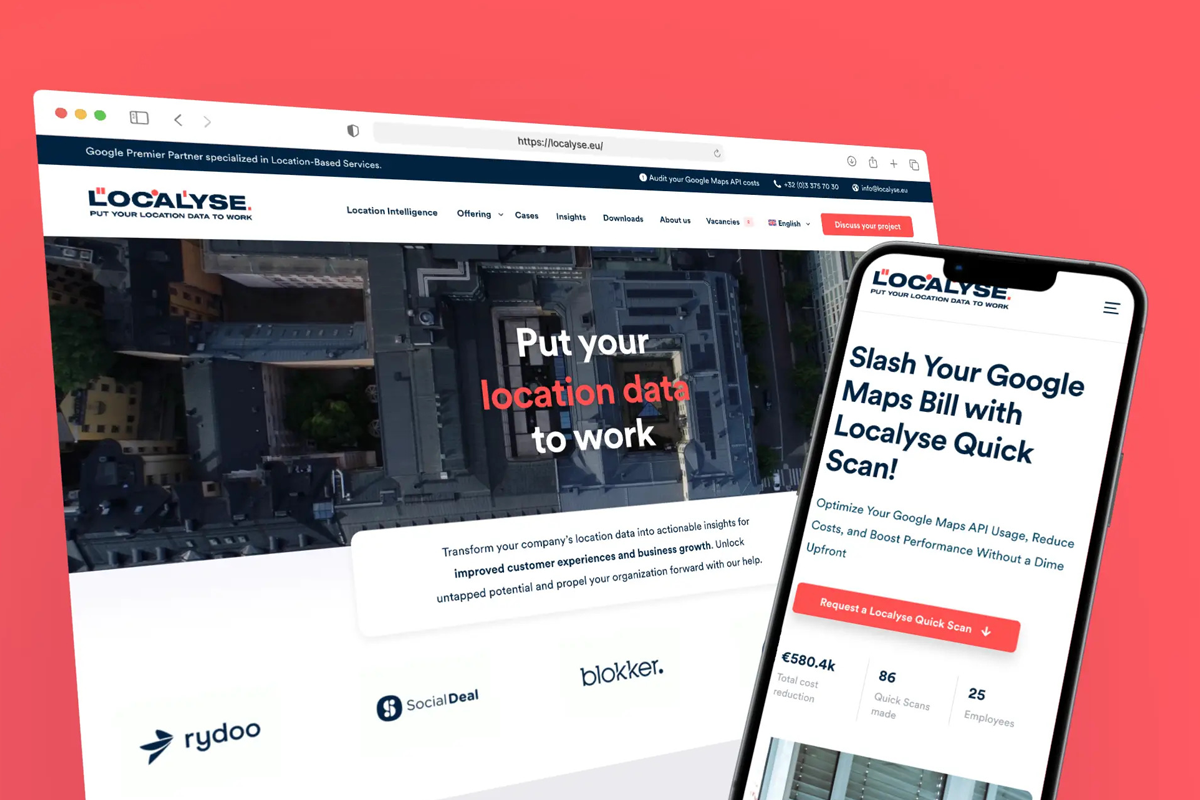 https://localyse.eu/
Google Premier Partner specialized in Location-Based Services.
Audit your Google Maps API costs
+32 (0)3 375 70 30
info@localyse.eu
LOCALYSE.
PUT YOUR LOCATION DATA TO WORK
Location Intelligence
Offering
Cases
Insights
Downloads
About us
Vacancies
English
Discuss your project
Put your
location data
to work
Transform your company's location data into actionable insights for
improved customer experiences and business growth. Unlock
untapped potential and propel your organization forward with our help.
rydoo
SocialDeal
blokker.
LOCALYSE.
PUT YOUR LOCATION DATA TO WORK
Slash Your Google
Maps Bill with
Localyse Quick
Scan!
Optimize Your Google Maps API Usage, Reduce
Costs, and Boost Performance Without a Dime
Upfront
Request a Localyse Quick Scan
€580.4k
Total cost
reduction
86
Quick Scans
made
25
Employees